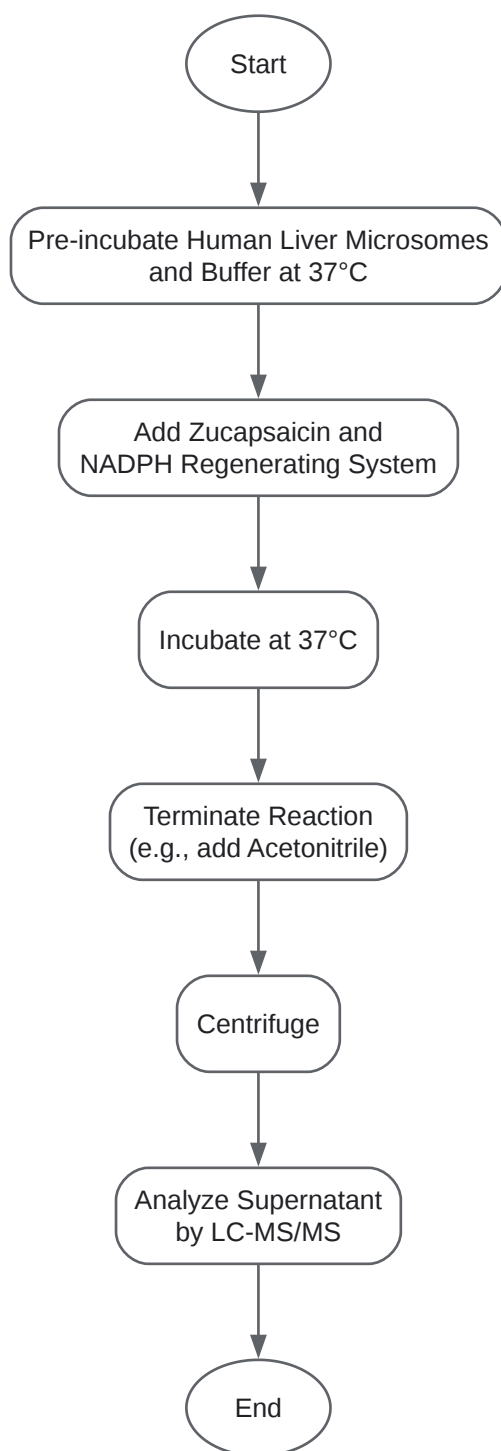 Start
Pre-incubate Human Liver Microsomes
and Buffer at 37°C
Add Zucapsaicin and
NADPH Regenerating System
Incubate at 37°C
Terminate Reaction
(e.g., add Acetonitrile)
Centrifuge
Analyze Supernatant
by LC-MS/MS
End